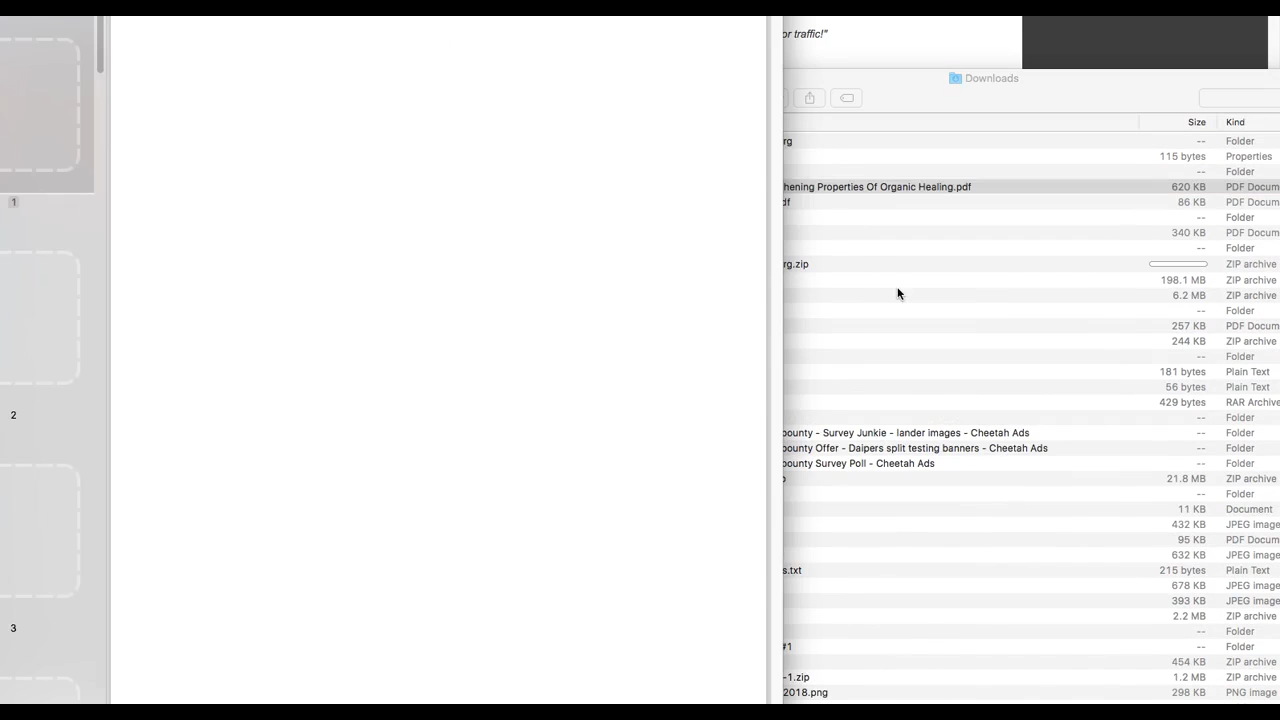 or traffic!"
Downloads
Size Kind
rg -- Folder
115 bytes Properties
-- Folder
hening Properties Of Organic Healing.pdf 620 KB PDF Docum
df 86 KB PDF Docum
-- Folder
340 KB PDF Docum
-- Folder
rg.zip ZIP archive
198.1 MB ZIP archive
6.2 MB ZIP archive
-- Folder
257 KB PDF Docum
244 KB ZIP archive
-- Folder
181 bytes Plain Text
56 bytes Plain Text
429 bytes RAR Archive
-- Folder
bounty - Survey Junkie - lander images - Cheetah Ads -- Folder
bounty Offer - Daipers split testing banners - Cheetah Ads -- Folder
bounty Survey Poll - Cheetah Ads -- Folder
21.8 MB ZIP archive
-- Folder
11 KB Document
432 KB JPEG image
95 KB PDF Docum
632 KB JPEG image
s.txt 215 bytes Plain Text
678 KB JPEG image
393 KB JPEG image
2.2 MB ZIP archive
-- Folder
#1 -- Folder
454 KB ZIP archive
-1.zip 1.2 MB ZIP archive
2018.png 298 KB PNG image
1
2
3